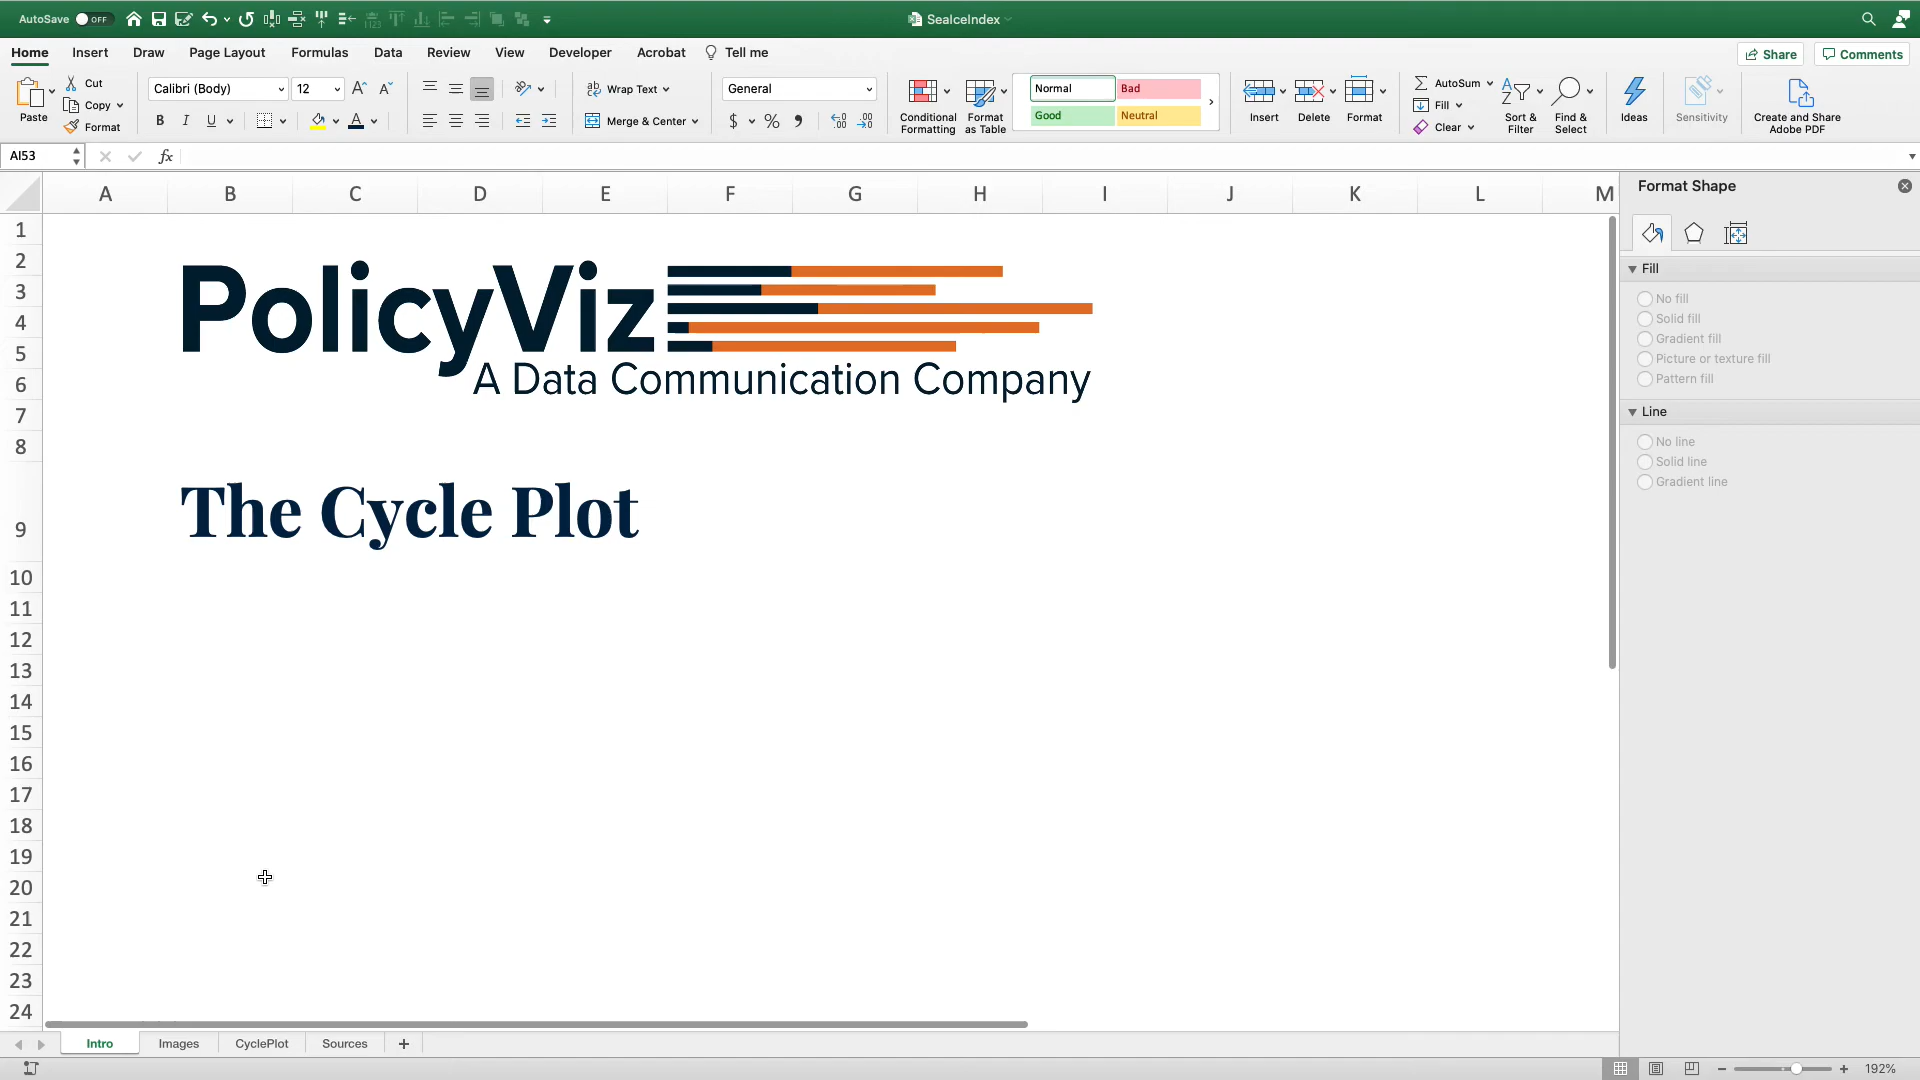 AutoSave OFF
SeaIceIndex
Home Insert Draw Page Layout Formulas Data Review View Developer Acrobat Tell me
Share Comments
Paste
Cut
Copy
Format
Calibri (Body) 12
B I U
Wrap Text
Merge & Center
General
$ % ,
Conditional Formatting
Format as Table
Normal Bad
Good Neutral
Insert
Delete
Format
AutoSum
Fill
Clear
Sort & Filter
Find & Select
Ideas
Sensitivity
Create and Share Adobe PDF
AI53
fx
A B C D E F G H I J K L M
1
2
3
4
5
6
7
8
9
10
11
12
13
14
15
16
17
18
19
20
21
22
23
24
PolicyViz
A Data Communication Company
The Cycle Plot
Format Shape
Fill
No fill
Solid fill
Gradient fill
Picture or texture fill
Pattern fill
Line
No line
Solid line
Gradient line
Intro Images CyclePlot Sources +
192%